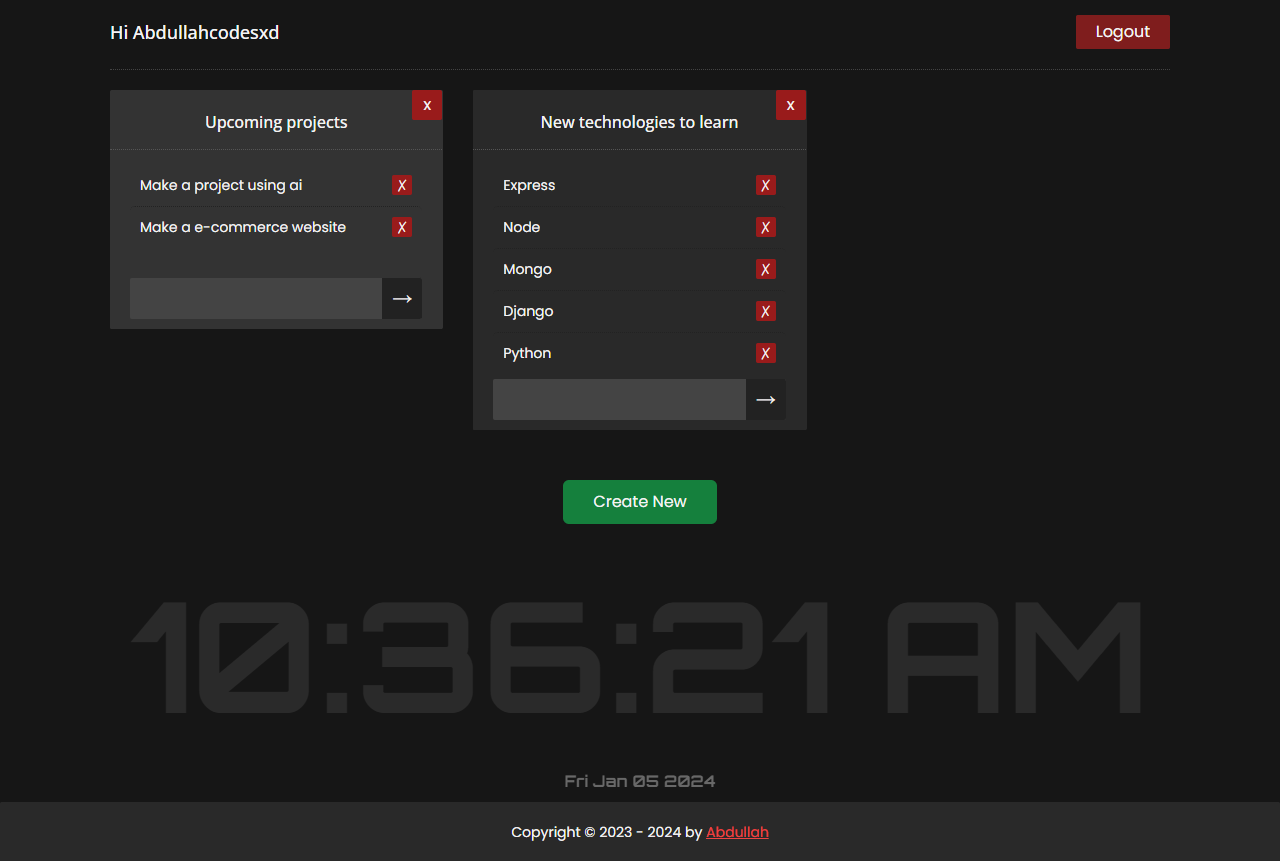 Hi Abdullahcodesxd
Logout
Upcoming projects
x
Make a project using ai
X
Make a e-commerce website
X
→
New technologies to learn
x
Express
X
Node
X
Mongo
X
Django
X
Python
X
→
Create New
10:36:21 AM
Fri Jan 05 2024
Copyright © 2023 - 2024 by Abdullah